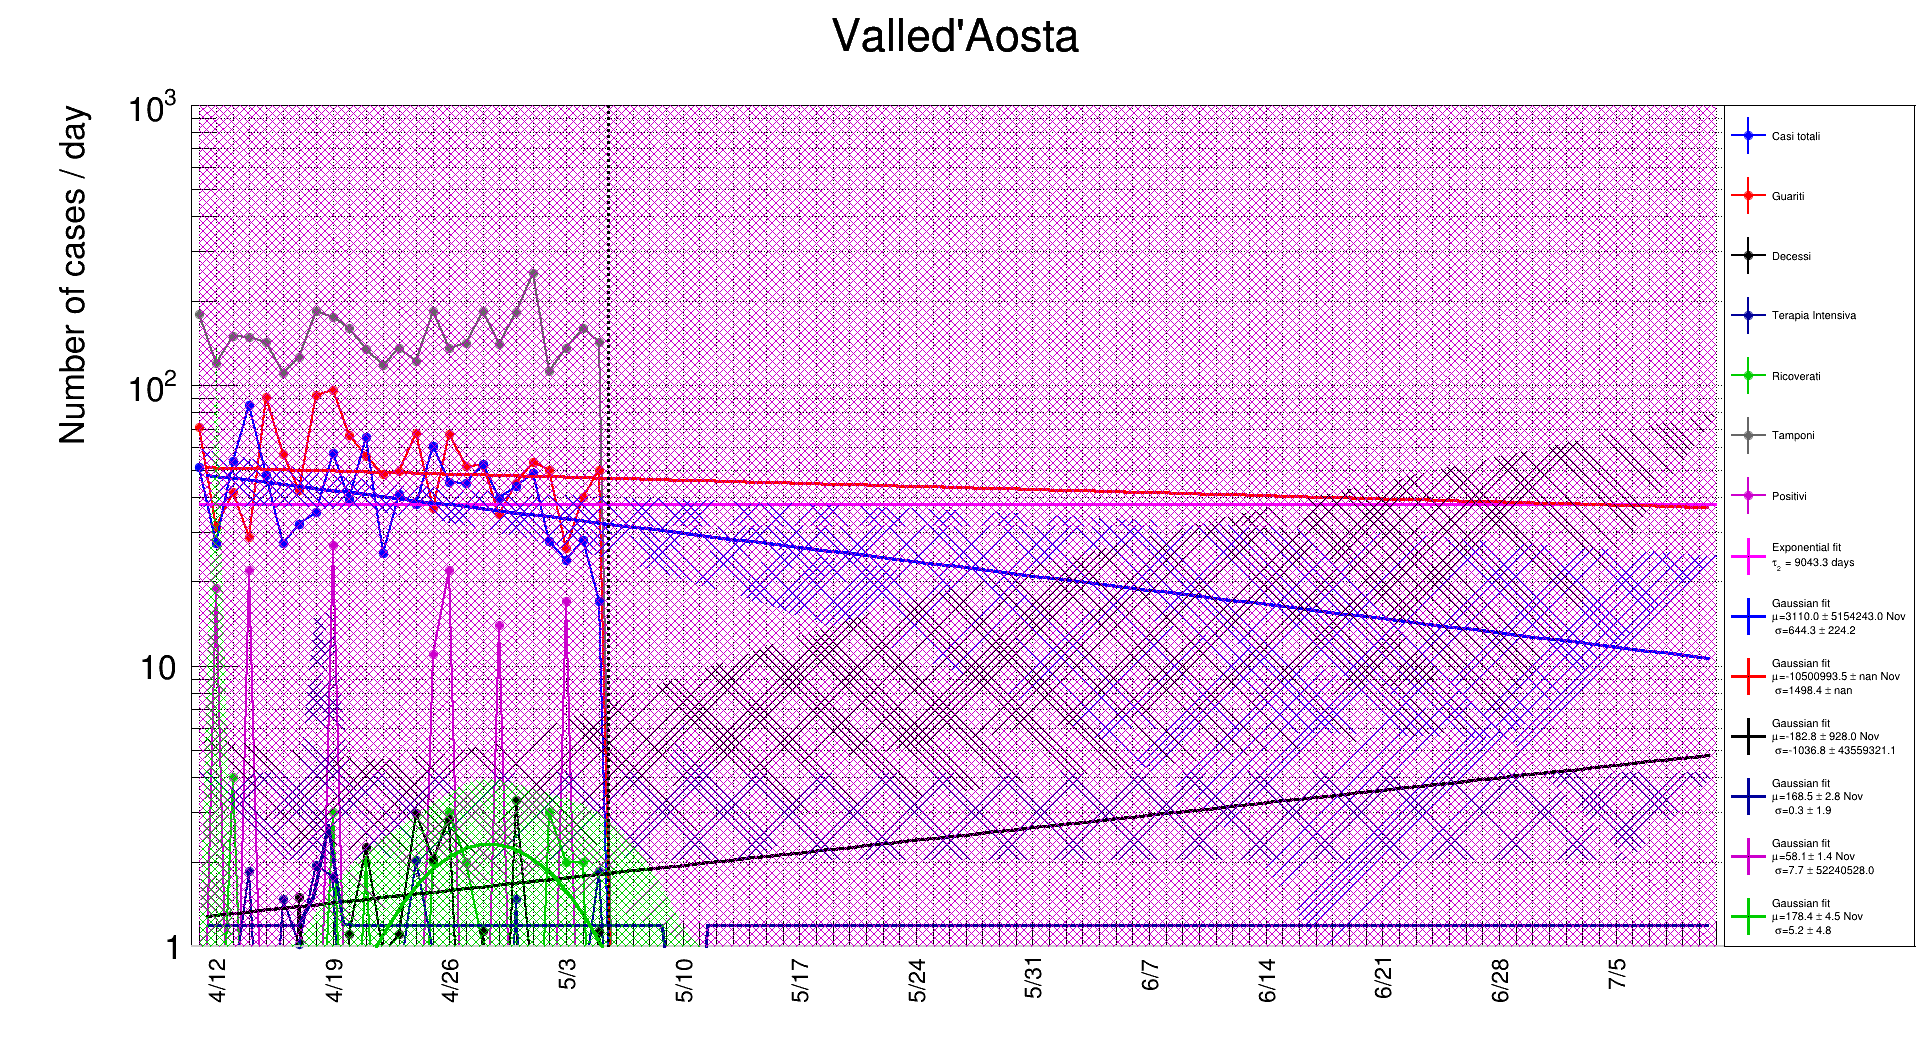 Valled'Aosta
Number of cases / day
10³
10²
10
1
4/12
4/19
4/26
5/3
5/10
5/17
5/24
5/31
6/7
6/14
6/21
6/28
7/5
Casi totali
Guariti
Decessi
Terapia Intensiva
Ricoverati
Tamponi
Positivi
Exponential fit
τ₂ = 9043.3 days
Gaussian fit
μ=3110.0 ± 5154243.0 Nov
σ=644.3 ± 224.2
Gaussian fit
μ=-10500993.5 ± nan Nov
σ=1498.4 ± nan
Gaussian fit
μ=-182.8 ± 928.0 Nov
σ=-1036.8 ± 43559321.1
Gaussian fit
μ=168.5 ± 2.8 Nov
σ=0.3 ± 1.9
Gaussian fit
μ=58.1 ± 1.4 Nov
σ=7.7 ± 52240528.0
Gaussian fit
μ=178.4 ± 4.5 Nov
σ=5.2 ± 4.8